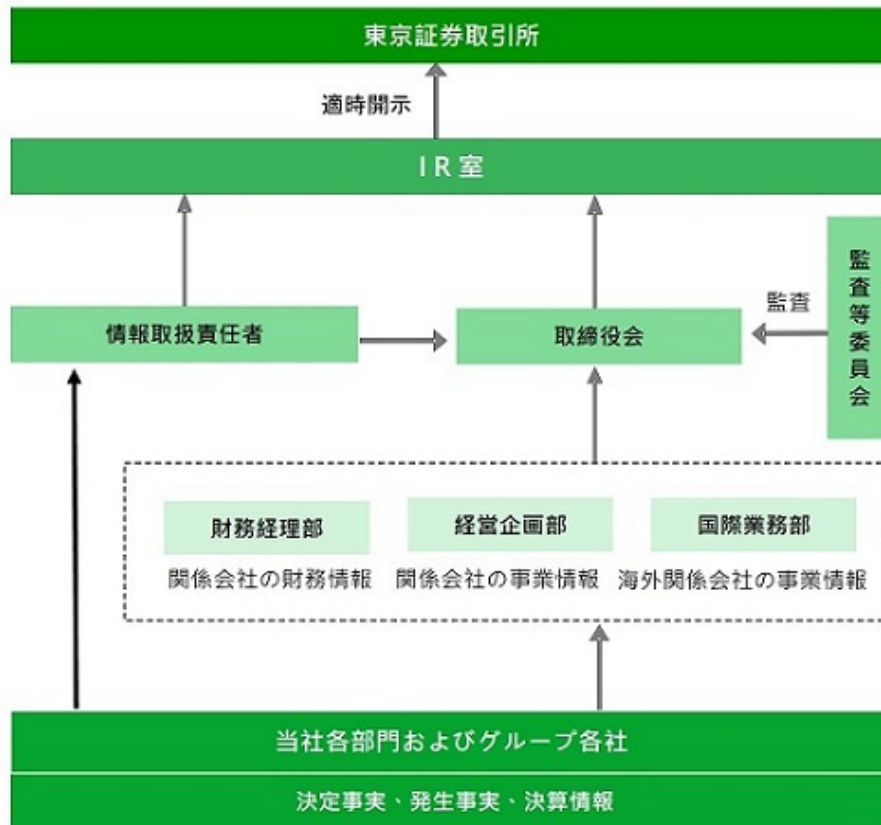 東京証券取引所
適時開示
IR室
情報取扱責任者
取締役会
監査
監査等委員会
財務経理部
経営企画部
国際業務部
関係会社の財務情報
関係会社の事業情報
海外関係会社の事業情報
当社各部門およびグループ各社
決定事実、発生事実、決算情報